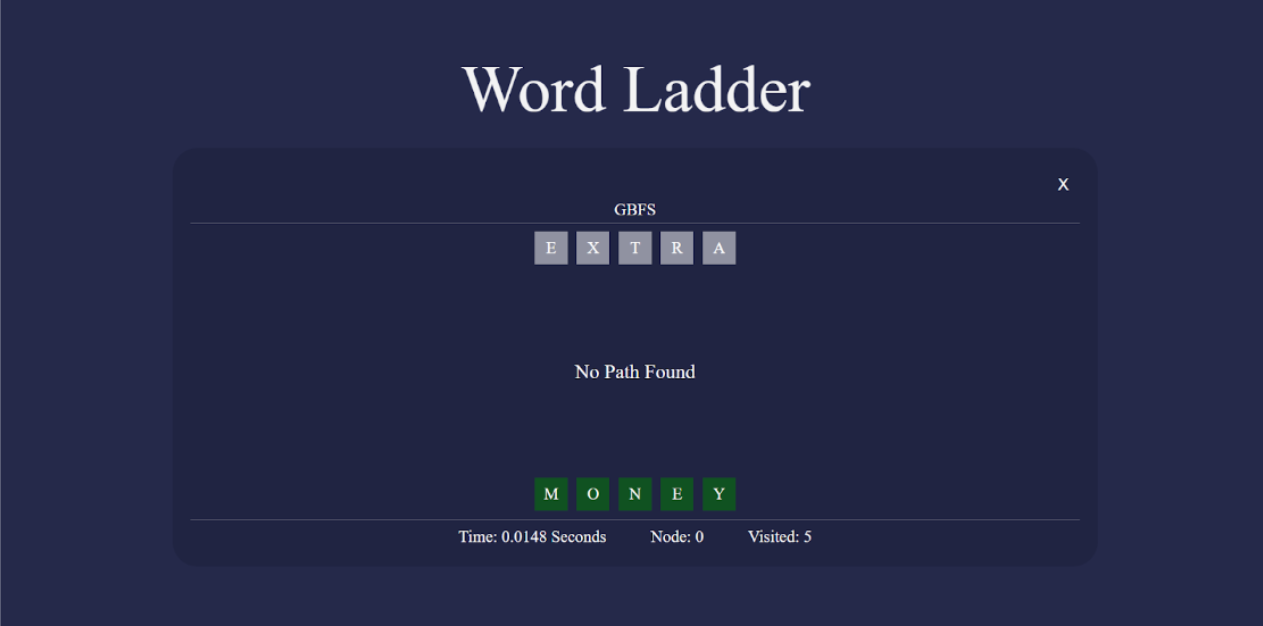 Word Ladder
X
GBFS
E X T R A
No Path Found
M O N E Y
Time: 0.0148 Seconds Node: 0 Visited: 5